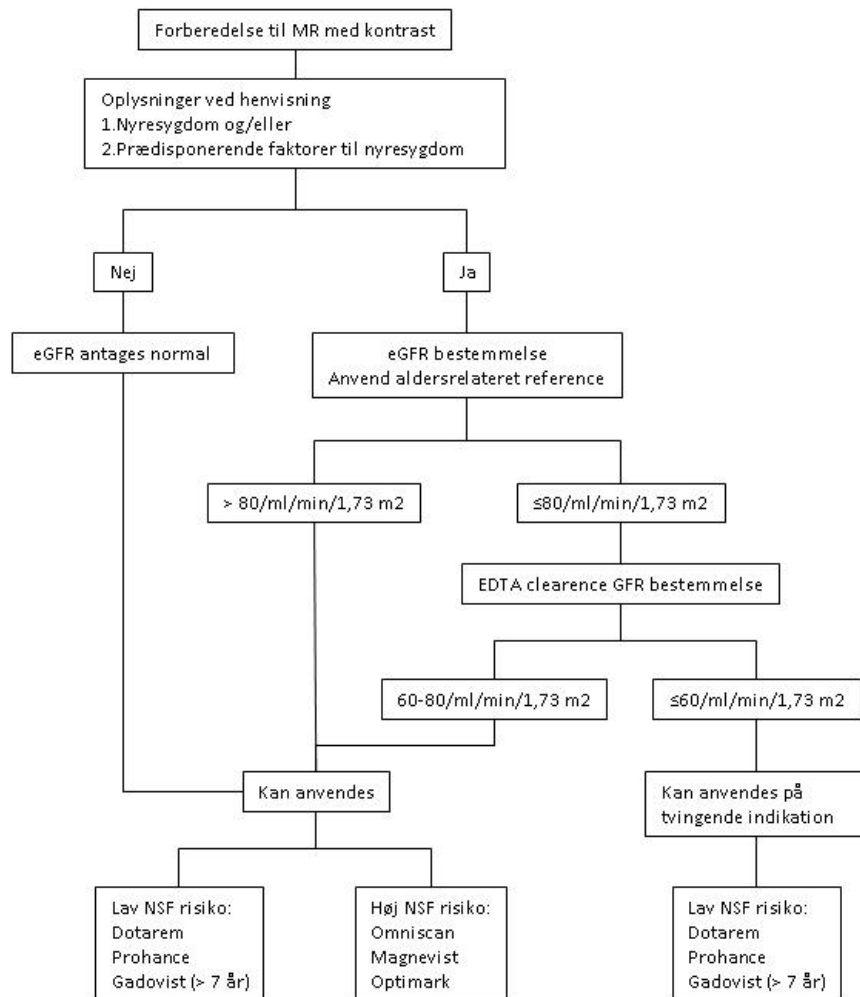 Forberedelse til MR med kontrast
Oplysninger ved henvisning
1.Nyresygdom og/eller
2.Prædisponerende faktorer til nyresygdom
Nej
Ja
eGFR antages normal
eGFR bestemmelse
Anvend aldersrelateret reference
> 80/ml/min/1,73 m2
≤80/ml/min/1,73 m2
EDTA clearence GFR bestemmelse
60-80/ml/min/1,73 m2
≤60/ml/min/1,73 m2
Kan anvendes
Kan anvendes på
tvingende indikation
Lav NSF risiko:
Dotarem
Prohance
Gadovist (> 7 år)
Høj NSF risiko:
Omniscan
Magnevist
Optimark
Lav NSF risiko:
Dotarem
Prohance
Gadovist (> 7 år)